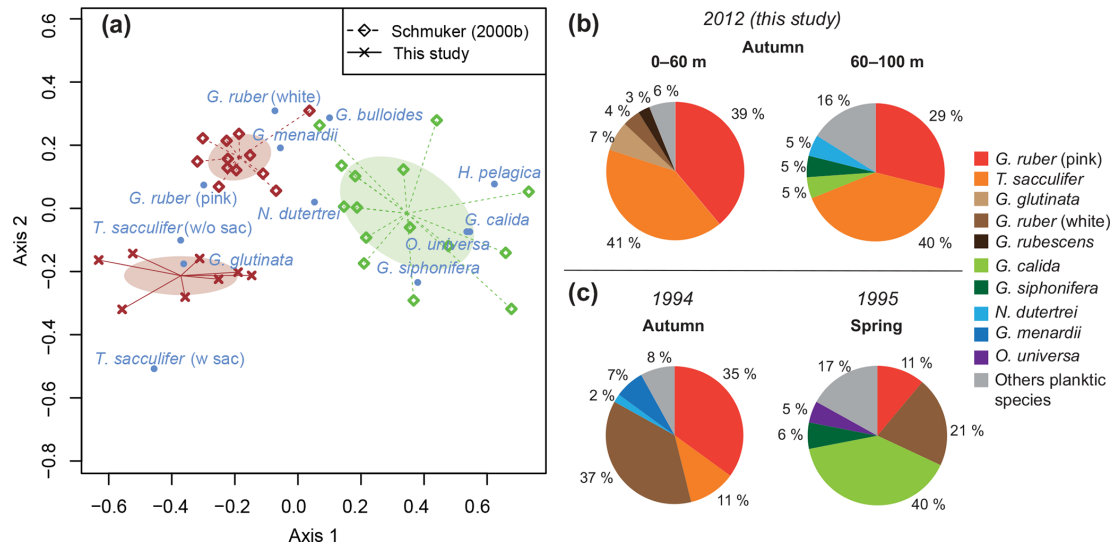 (a)
Schmuker (2000b)
This study
G. ruber (white)
G. bulloides
G. menardii
H. pelagica
G. ruber (pink)
N. dutertrei
G. calida
T. sacculifer (w/o sac)
O. universa
G. glutinata
G. siphonifera
T. sacculifer (w sac)
Axis 2
0.6
0.4
0.2
0.0
−0.2
−0.4
−0.6
−0.8
−0.6 −0.4 −0.2 0.0 0.2 0.4 0.6
Axis 1
(b)
2012 (this study)
Autumn
0–60 m 60–100 m
3 % 6 %
4 %
7 %
39 %
41 %
16 %
29 %
5 %
5 %
5 %
40 %
(c)
1994 1995
Autumn Spring
8 %
7%
35 %
2 %
37 %
11 %
17 %
11 %
5 %
6 %
21 %
40 %
G. ruber (pink)
T. sacculifer
G. glutinata
G. ruber (white)
G. rubescens
G. calida
G. siphonifera
N. dutertrei
G. menardii
O. universa
Others planktic
species